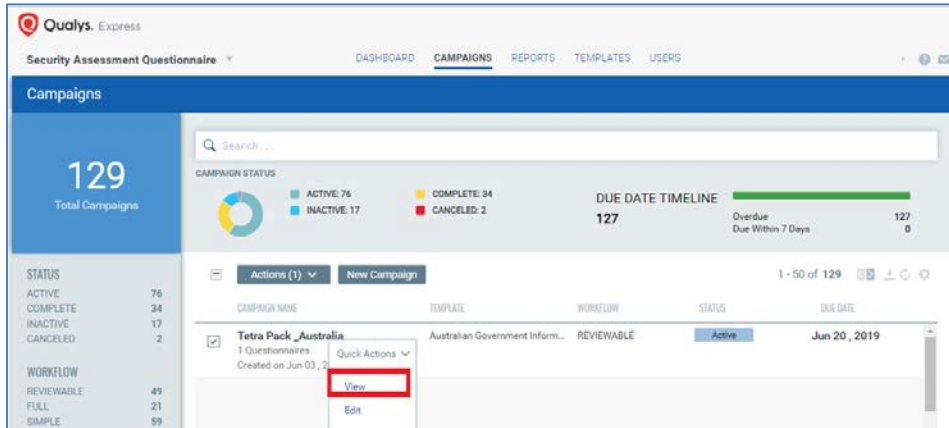 Qualys. Express
Security Assessment Questionnaire
DASHBOARD CAMPAIGNS REPORTS TEMPLATES USERS
Campaigns
129
Total Campaigns
Search...
CAMPAIGN STATUS
ACTIVE: 76
COMPLETE: 34
INACTIVE: 17
CANCELED: 2
DUE DATE TIMELINE
127
Overdue 127
Due Within 7 Days 0
STATUS
ACTIVE 76
COMPLETE 34
INACTIVE 17
CANCELED 2
WORKFLOW
REVIEWABLE 49
FULL 21
SIMPLE 59
Actions (1) New Campaign 1 - 50 of 129
CAMPAIGN NAME TEMPLATE WORKFLOW STATUS DUE DATE
Tetra Pack _Australia Australian Government Inform... REVIEWABLE Active Jun 20 , 2019
1 Questionnaires
Created on Jun 03 , 2
Quick Actions
View
Edit